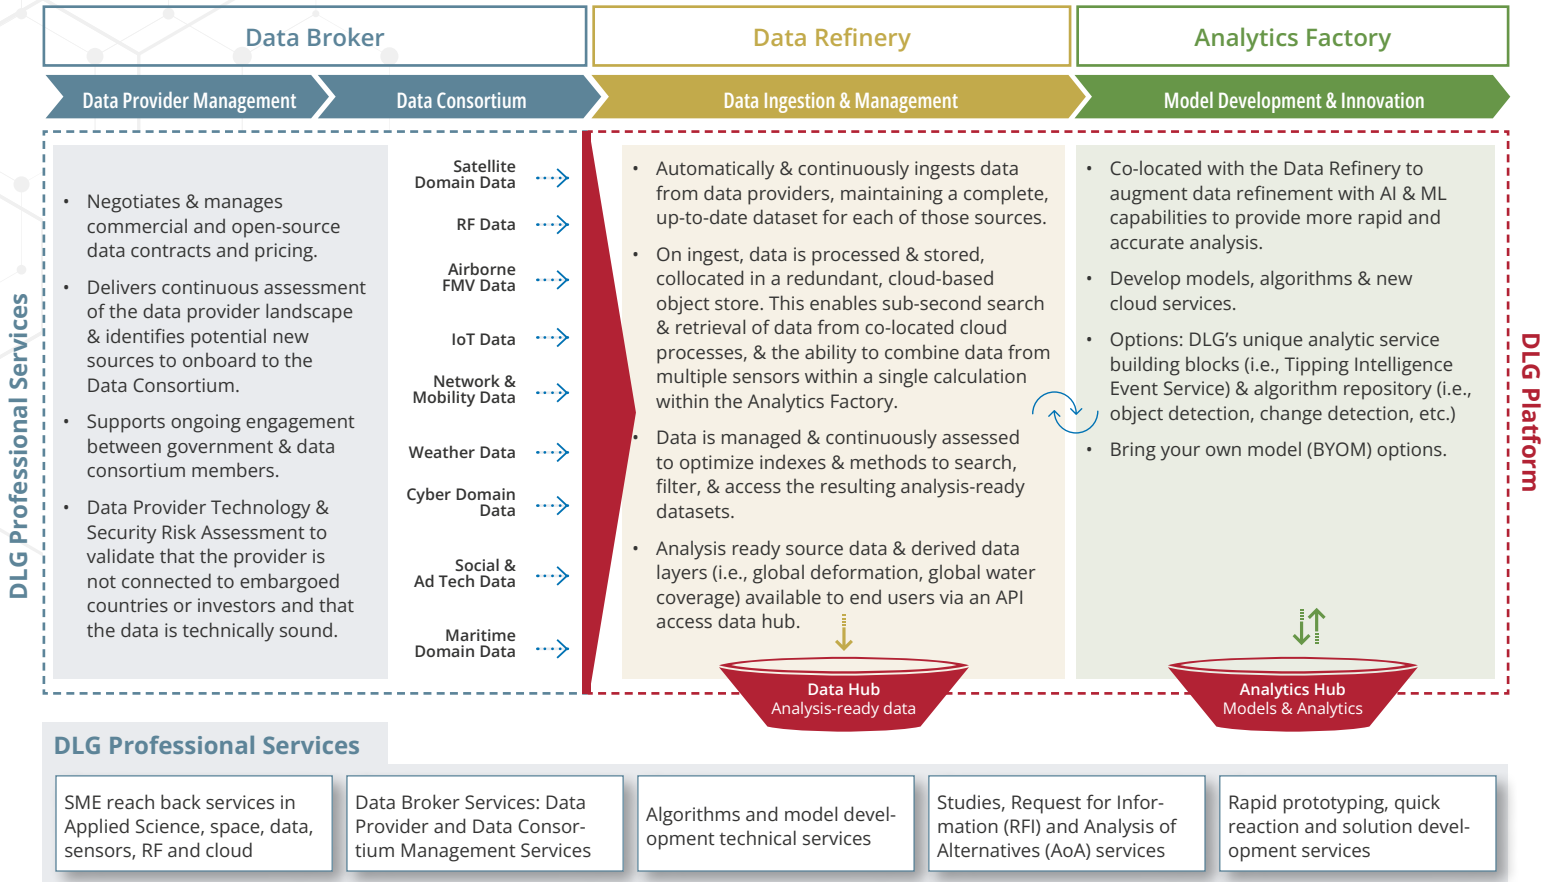 Data Broker
Data Refinery
Analytics Factory
Data Provider Management
Data Consortium
Data Ingestion & Management
Model Development & Innovation
DLG Professional Services
• Negotiates & manages
commercial and open-source
data contracts and pricing.
• Delivers continuous assessment
of the data provider landscape
& identifies potential new
sources to onboard to the
Data Consortium.
• Supports ongoing engagement
between government & data
consortium members.
• Data Provider Technology &
Security Risk Assessment to
validate that the provider is
not connected to embargoed
countries or investors and that
the data is technically sound.
Satellite
Domain Data
RF Data
Airborne
FMV Data
IoT Data
Network &
Mobility Data
Weather Data
Cyber Domain
Data
Social &
Ad Tech Data
Maritime
Domain Data
• Automatically & continuously ingests data
from data providers, maintaining a complete,
up-to-date dataset for each of those sources.
• On ingest, data is processed & stored,
collocated in a redundant, cloud-based
object store. This enables sub-second search
& retrieval of data from co-located cloud
processes, & the ability to combine data from
multiple sensors within a single calculation
within the Analytics Factory.
• Data is managed & continuously assessed
to optimize indexes & methods to search,
filter, & access the resulting analysis-ready
datasets.
• Analysis ready source data & derived data
layers (i.e., global deformation, global water
coverage) available to end users via an API
access data hub.
Data Hub
Analysis-ready data
• Co-located with the Data Refinery to
augment data refinement with AI & ML
capabilities to provide more rapid and
accurate analysis.
• Develop models, algorithms & new
cloud services.
• Options: DLG’s unique analytic service
building blocks (i.e., Tipping Intelligence
Event Service) & algorithm repository (i.e.,
object detection, change detection, etc.)
• Bring your own model (BYOM) options.
Analytics Hub
Models & Analytics
DLG Platform
DLG Professional Services
SME reach back services in
Applied Science, space, data,
sensors, RF and cloud
Data Broker Services: Data
Provider and Data Consor-
tium Management Services
Algorithms and model devel-
opment technical services
Studies, Request for Infor-
mation (RFI) and Analysis of
Alternatives (AoA) services
Rapid prototyping, quick
reaction and solution devel-
opment services